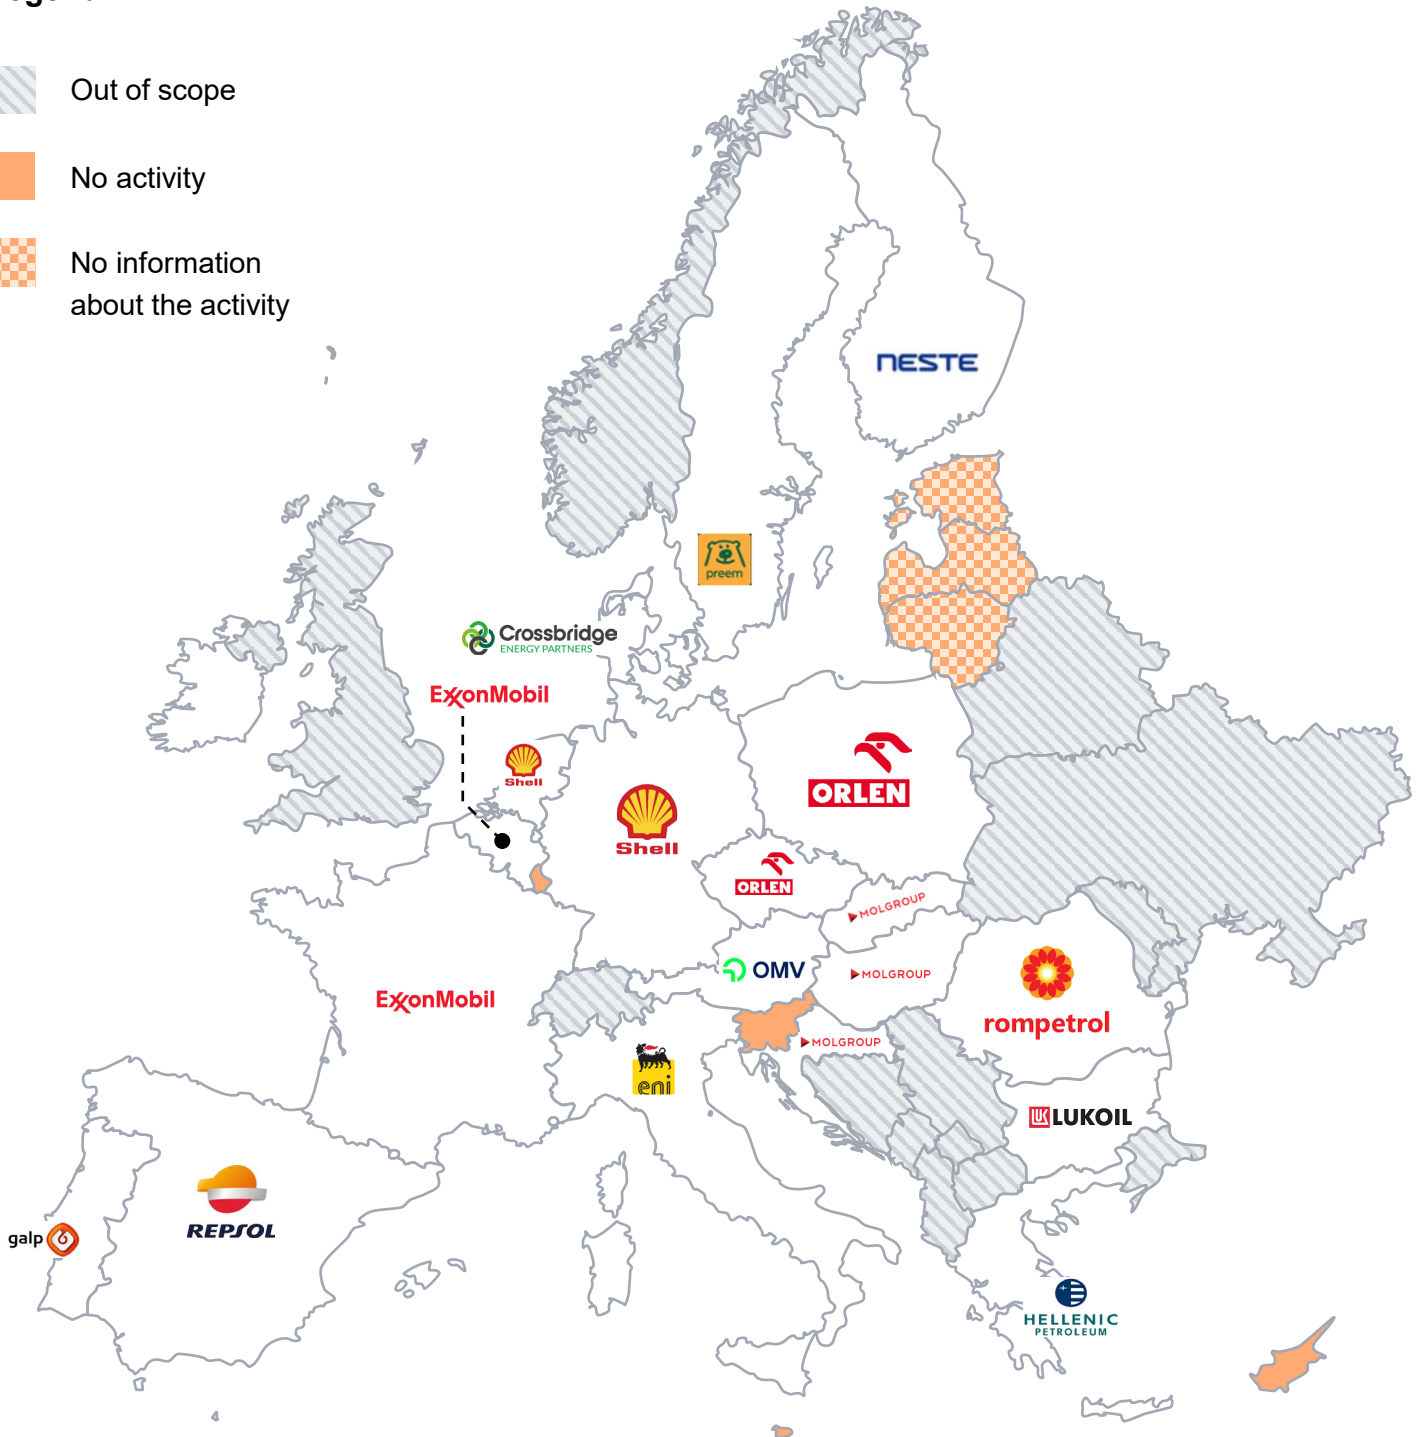 Out of scope
No activity
No information
about the activity
NESTE
preem
Crossbridge
ENERGY PARTNERS
ExxonMobil
Shell
ORLEN
Shell
ORLEN
MOLGROUP
OMV
MOLGROUP
ExxonMobil
rompetrol
MOLGROUP
eni
LUKOIL
REPSOL
galp
HELLENIC
PETROLEUM